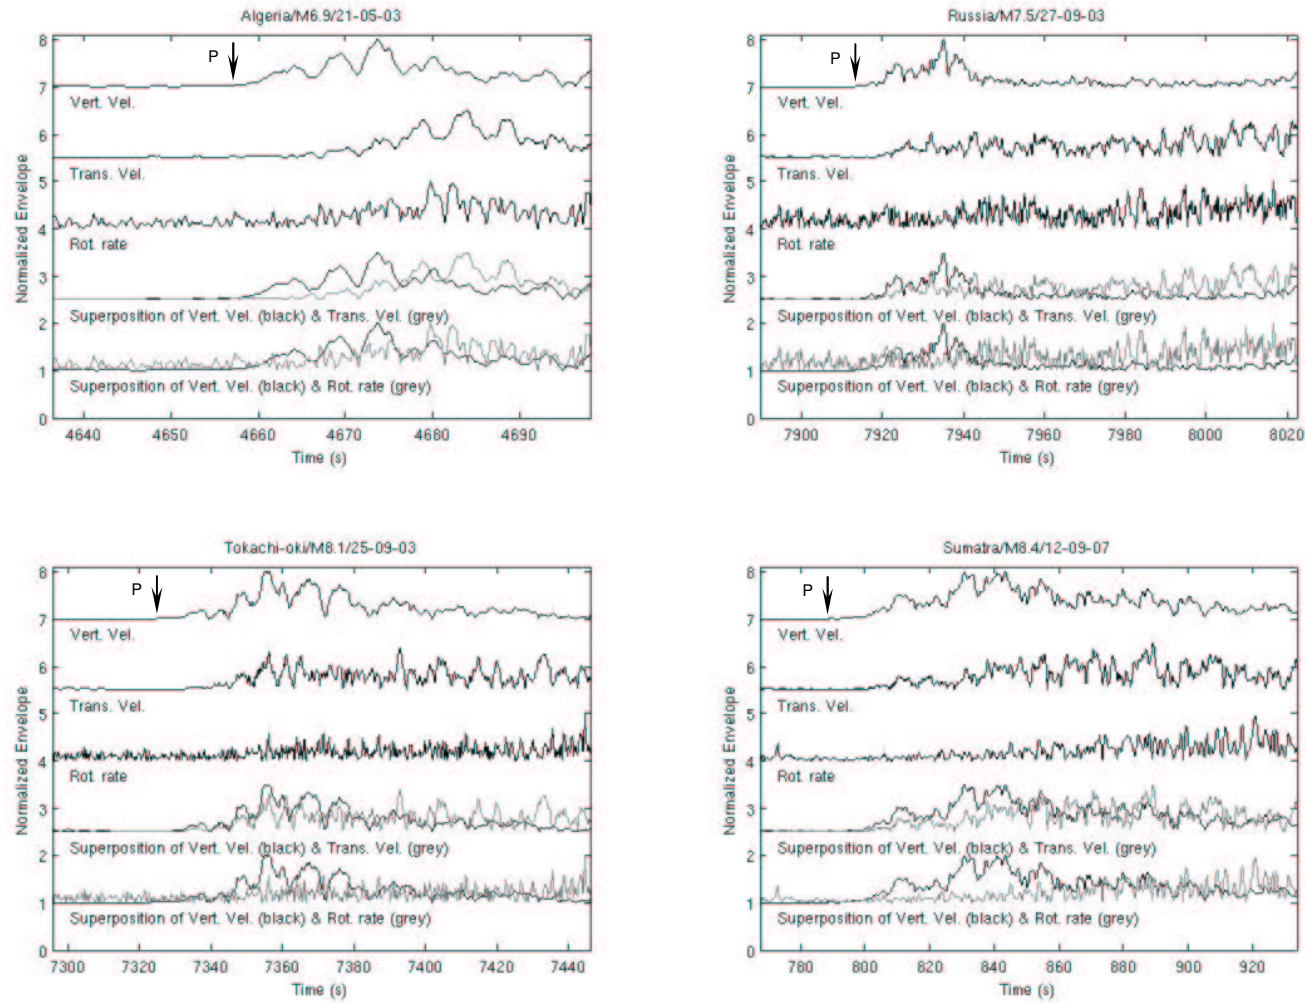 Algeria/M6.9/21-05-03
8
P
7
Vert. Vel.
6
Trans. Vel.
5
4
Rot. rate
3
Superposition of Vert. Vel. (black) & Trans. Vel. (grey)
2
1
Superposition of Vert. Vel. (black) & Rot. rate (grey)
0
Normalized Envelope
4640 4650 4660 4670 4680 4690
Time (s)
Russia/M7.5/27-09-03
8
P
7
Vert. Vel.
6
Trans. Vel.
5
4
Rot. rate
3
Superposition of Vert. Vel. (black) & Trans. Vel. (grey)
2
1
Superposition of Vert. Vel. (black) & Rot. rate (grey)
0
Normalized Envelope
7900 7920 7940 7960 7980 8000 8020
Time (s)
Tokachi-oki/M8.1/25-09-03
8
P
7
Vert. Vel.
6
Trans. Vel.
5
4
Rot. rate
3
Superposition of Vert. Vel. (black) & Trans. Vel. (grey)
2
1
Superposition of Vert. Vel. (black) & Rot. rate (grey)
0
Normalized Envelope
7300 7320 7340 7360 7380 7400 7420 7440
Time (s)
Sumatra/M8.4/12-09-07
8
P
7
Vert. Vel.
6
Trans. Vel.
5
4
Rot. rate
3
Superposition of Vert. Vel. (black) & Trans. Vel. (grey)
2
1
Superposition of Vert. Vel. (black) & Rot. rate (grey)
0
Normalized Envelope
780 800 820 840 860 880 900 920
Time (s)